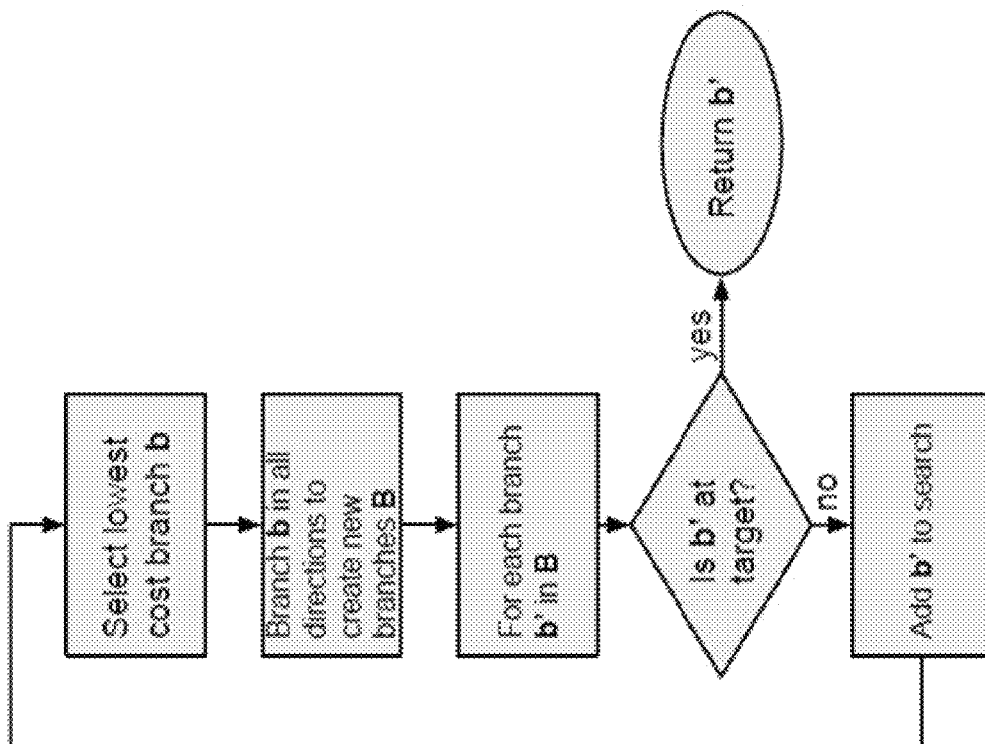 Select lowest
cost branch b
Branch b in all
directions to
create new
branches B
For each branch
b' in B
Is b' at
target?
yes
Return b'
no
Add b' to search